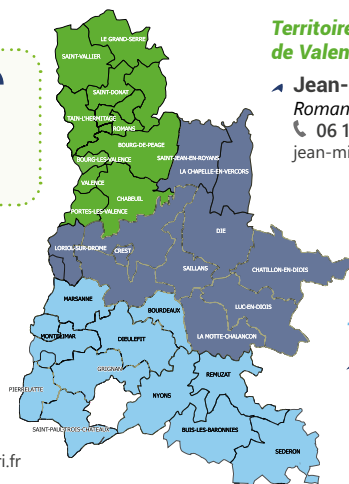 Territoire
de Valen
Jean-
Roman
06 1
jean-mi
LE GRAND-SERRE
SAINT-VALLIER
SAINT-DONAT
TAIN-L'HERMITAGE
ROMANS
BOURG-DE-PEAGE
BOURG-LES-VALENCE
SAINT-JEAN-EN-ROYANS
LA CHAPELLE-EN-VERCORS
VALENCE
CHABEUIL
PORTES-LES-VALENCE
DIE
LORIOL-SUR-DROME
CREST
SAILLANS
CHATILLON-EN-DIOIS
MARSANNE
BOURDEAUX
LUC-EN-DIOIS
MONTELIMAR
DIEULEFIT
LA MOTTE-CHALANCON
GRIGNAN
REMUZAT
PIERRELATTE
NYONS
SAINT-PAUL-TROIS-CHATEAUX
BUIS-LES-BARONNIES
SEDERON
ri.fr